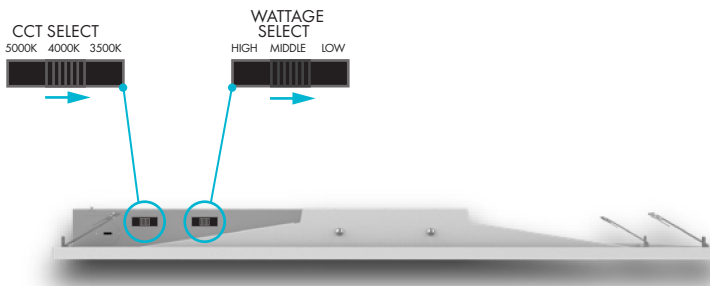 CCT SELECT
5000K 4000K 3500K
WATTAGE
SELECT
HIGH MIDDLE LOW